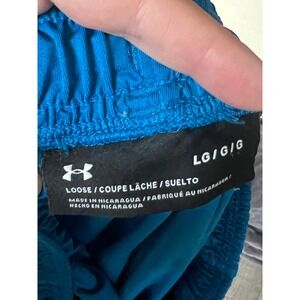 LG/G/G
LOOSE / COUPE LÂCHE / SUELTO
MADE IN NICARAGUA / FABRIQUÉ AU NICARAGUA /
HECHO EN NICARAGUA